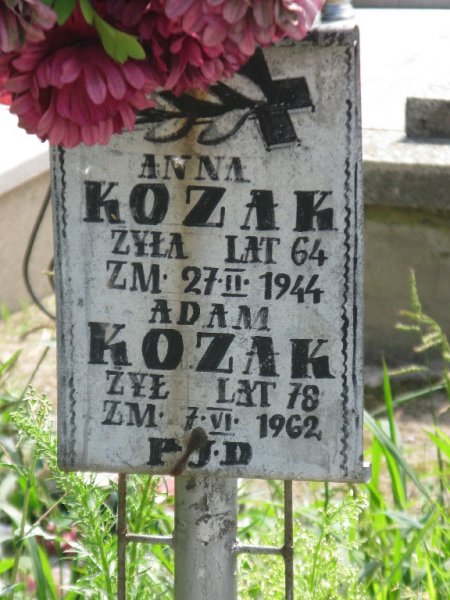 ANNA
KOZAK
ŻYŁA LAT 64
ZM. 27.II.1944
ADAM
KOZAK
ŻYŁ LAT 78
ZM. 7.VI.1962
P.J.D